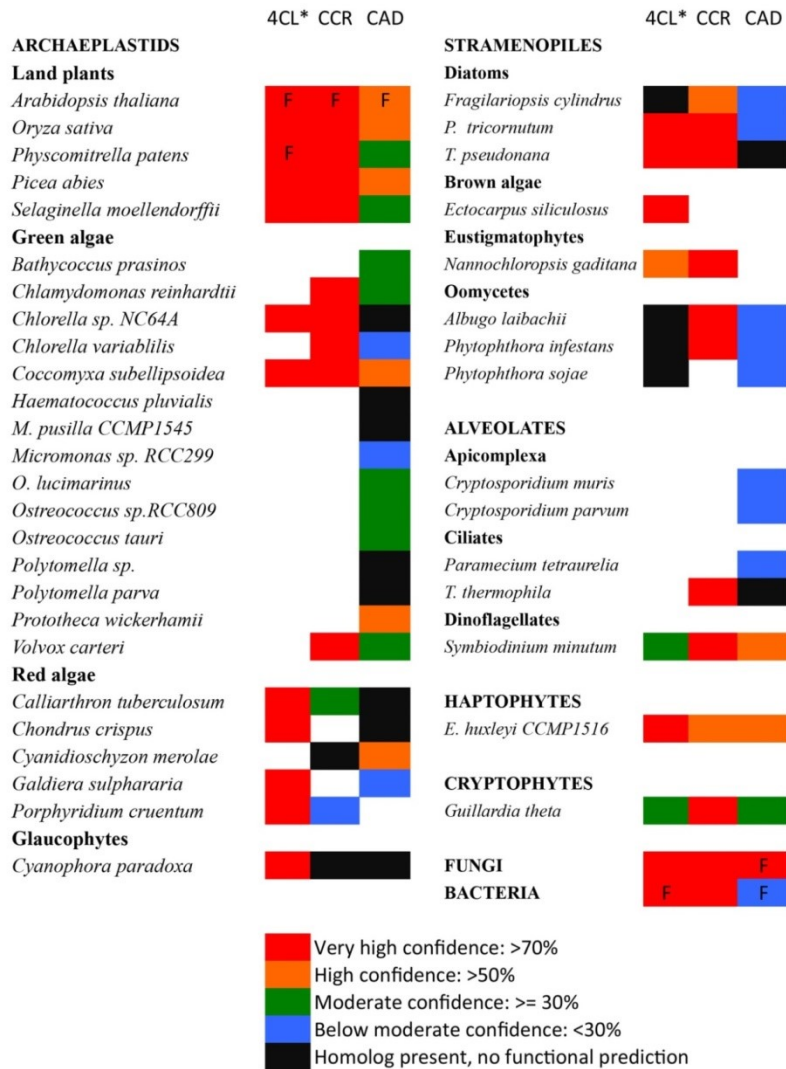 4CL* CCR CAD
ARCHAEPLASTIDS
Land plants
Arabidopsis thaliana F F F
Oryza sativa
Physcomitrella patens F
Picea abies
Selaginella moellendorffii
Green algae
Bathycoccus prasinos
Chlamydomonas reinhardtii
Chlorella sp. NC64A
Chlorella variablilis
Coccomyxa subellipsoidea
Haematococcus pluvialis
M. pusilla CCMP1545
Micromonas sp. RCC299
O. lucimarinus
Ostreococcus sp.RCC809
Ostreococcus tauri
Polytomella sp.
Polytomella parva
Prototheca wickerhamii
Volvox carteri
Red algae
Calliarthron tuberculosum
Chondrus crispus
Cyanidioschyzon merolae
Galdiera sulphararia
Porphyridium cruentum
Glaucophytes
Cyanophora paradoxa
4CL* CCR CAD
STRAMENOPILES
Diatoms
Fragilariopsis cylindrus
P. tricornutum
T. pseudonana
Brown algae
Ectocarpus siliculosus
Eustigmatophytes
Nannochloropsis gaditana
Oomycetes
Albugo laibachii
Phytophthora infestans
Phytophthora sojae
ALVEOLATES
Apicomplexa
Cryptosporidium muris
Cryptosporidium parvum
Ciliates
Paramecium tetraurelia
T. thermophila
Dinoflagellates
Symbiodinium minutum
HAPTOPHYTES
E. huxleyi CCMP1516
CRYPTOPHYTES
Guillardia theta
FUNGI F
BACTERIA F F
Very high confidence: >70%
High confidence: >50%
Moderate confidence: >= 30%
Below moderate confidence: <30%
Homolog present, no functional prediction